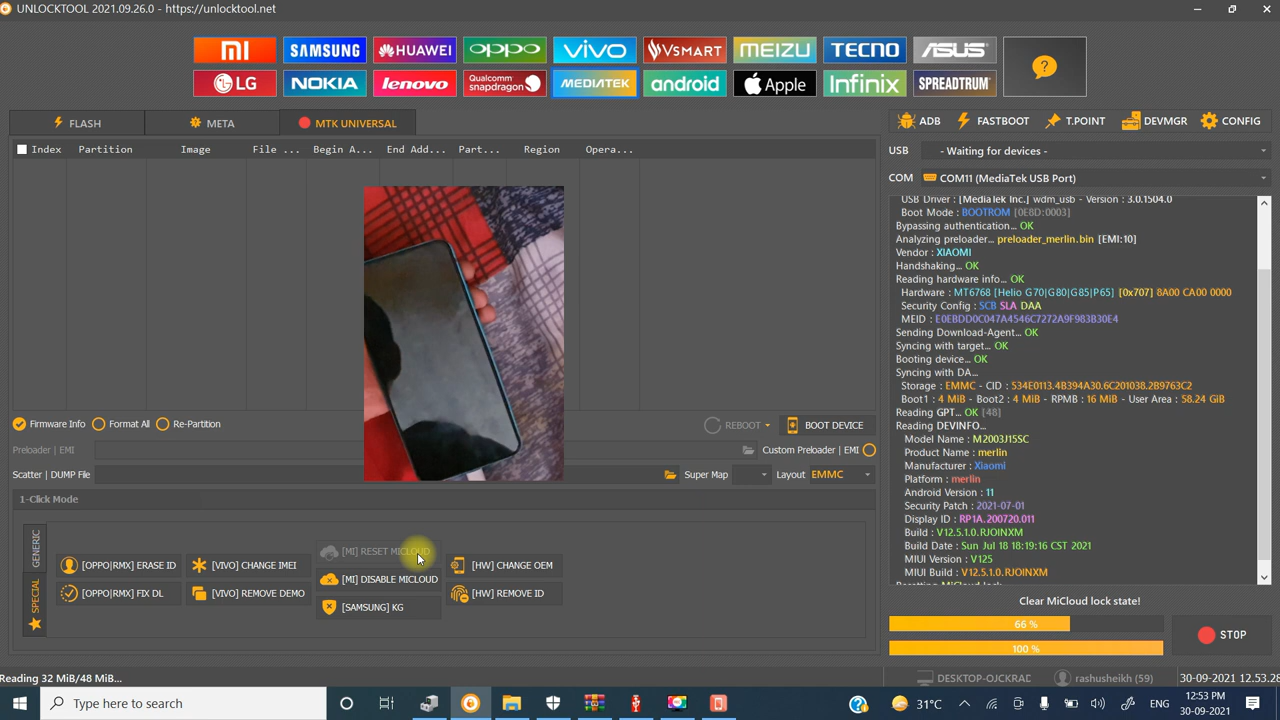 UNLOCKTOOL 2021.09.26.0 - https://unlocktool.net
mi SAMSUNG HUAWEI oppo vivo VSMART MEIZU TECNO ASUS ?
LG NOKIA lenovo Qualcomm snapdragon MEDIATEK android Apple Infinix SPREADTRUM
FLASH META MTK UNIVERSAL
ADB FASTBOOT T.POINT DEVMGR CONFIG
Index Partition Image File ... Begin A... End Add... Part... Region Opera...
USB - Waiting for devices -
COM COM11 (MediaTek USB Port)
USB Driver : [MediaTek Inc.] wdm_usb - Version : 3.0.1504.0
Boot Mode : BOOTROM [0E8D:0003]
Bypassing authentication... OK
Analyzing preloader... preloader_merlin.bin [EMI:10]
Vendor : XIAOMI
Handshaking... OK
Reading hardware info... OK
Hardware : MT6768 [Helio G70|G80|G85|P65] [0x707] 8A00 CA00 0000
Security Config : SCB SLA DAA
MEID : E0EBDD0C047A4546C7272A9F983B30E4
Sending Download-Agent... OK
Syncing with target... OK
Booting device... OK
Syncing with DA...
Storage : EMMC - CID : 534E0113.4B394A30.6C201038.2B9763C2
Boot1 : 4 MiB - Boot2 : 4 MiB - RPMB : 16 MiB - User Area : 58.24 GiB
Reading GPT... OK [48]
Reading DEVINFO...
Model Name : M2003J15SC
Product Name : merlin
Manufacturer : Xiaomi
Platform : merlin
Android Version : 11
Security Patch : 2021-07-01
Display ID : RP1A.200720.011
Build : V12.5.1.0.RJOINXM
Build Date : Sun Jul 18 18:19:16 CST 2021
MIUI Version : V125
MIUI Build : V12.5.1.0.RJOINXM
Firmware Info Format All Re-Partition REBOOT BOOT DEVICE
Preloader | EMI Custom Preloader | EMI
Scatter | DUMP File Super Map Layout EMMC
1-Click Mode
GENERIC
SPECIAL
[OPPO|RMX] ERASE ID [VIVO] CHANGE IEI [MI] RESET MICLOUD [HW] CHANGE OEM
[OPPO|RMX] FIX DL [VIVO] REMOVE DEMO [MI] DISABLE MICLOUD [HW] REMOVE ID
[SAMSUNG] KG
Clear MiCloud lock state!
66 %
100 %
STOP
Reading 32 MiB/48 MiB...
DESKTOP-OJCKRAD rashusheikh (59) 30-09-2021 12.53.28
Type here to search
31°C ENG 12:53 PM
30-09-2021